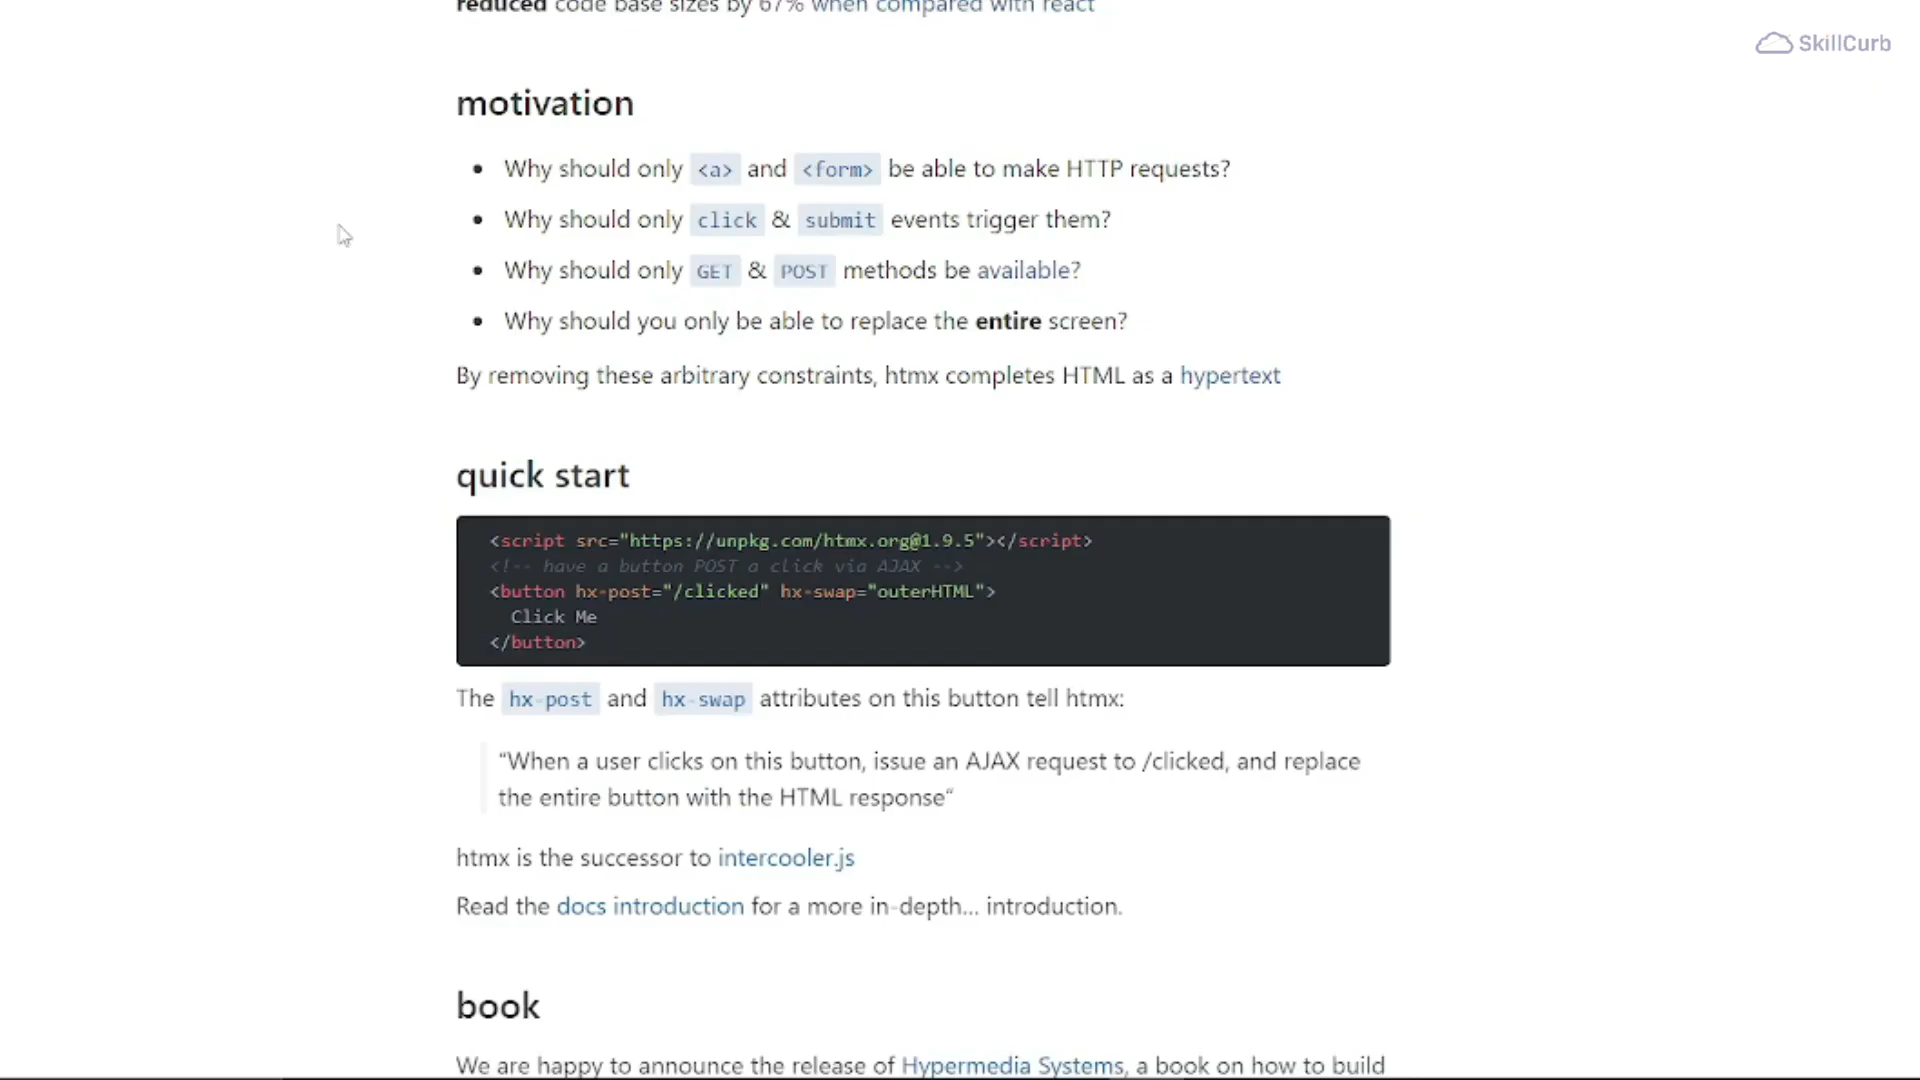 reduced code base sizes by 67% when compared with react
SkillCurb
motivation
• Why should only <a> and <form> be able to make HTTP requests?
• Why should only click & submit events trigger them?
• Why should only GET & POST methods be available?
• Why should you only be able to replace the entire screen?
By removing these arbitrary constraints, htmx completes HTML as a hypertext
quick start
<script src="https://unpkg.com/htmx.org@1.9.5"></script>
<!-- have a button POST a click via AJAX -->
<button hx-post="/clicked" hx-swap="outerHTML">
Click Me
</button>
The hx-post and hx-swap attributes on this button tell htmx:
“When a user clicks on this button, issue an AJAX request to /clicked, and replace
the entire button with the HTML response“
htmx is the successor to intercooler.js
Read the docs introduction for a more in-depth… introduction.
book
We are happy to announce the release of Hypermedia Systems, a book on how to build